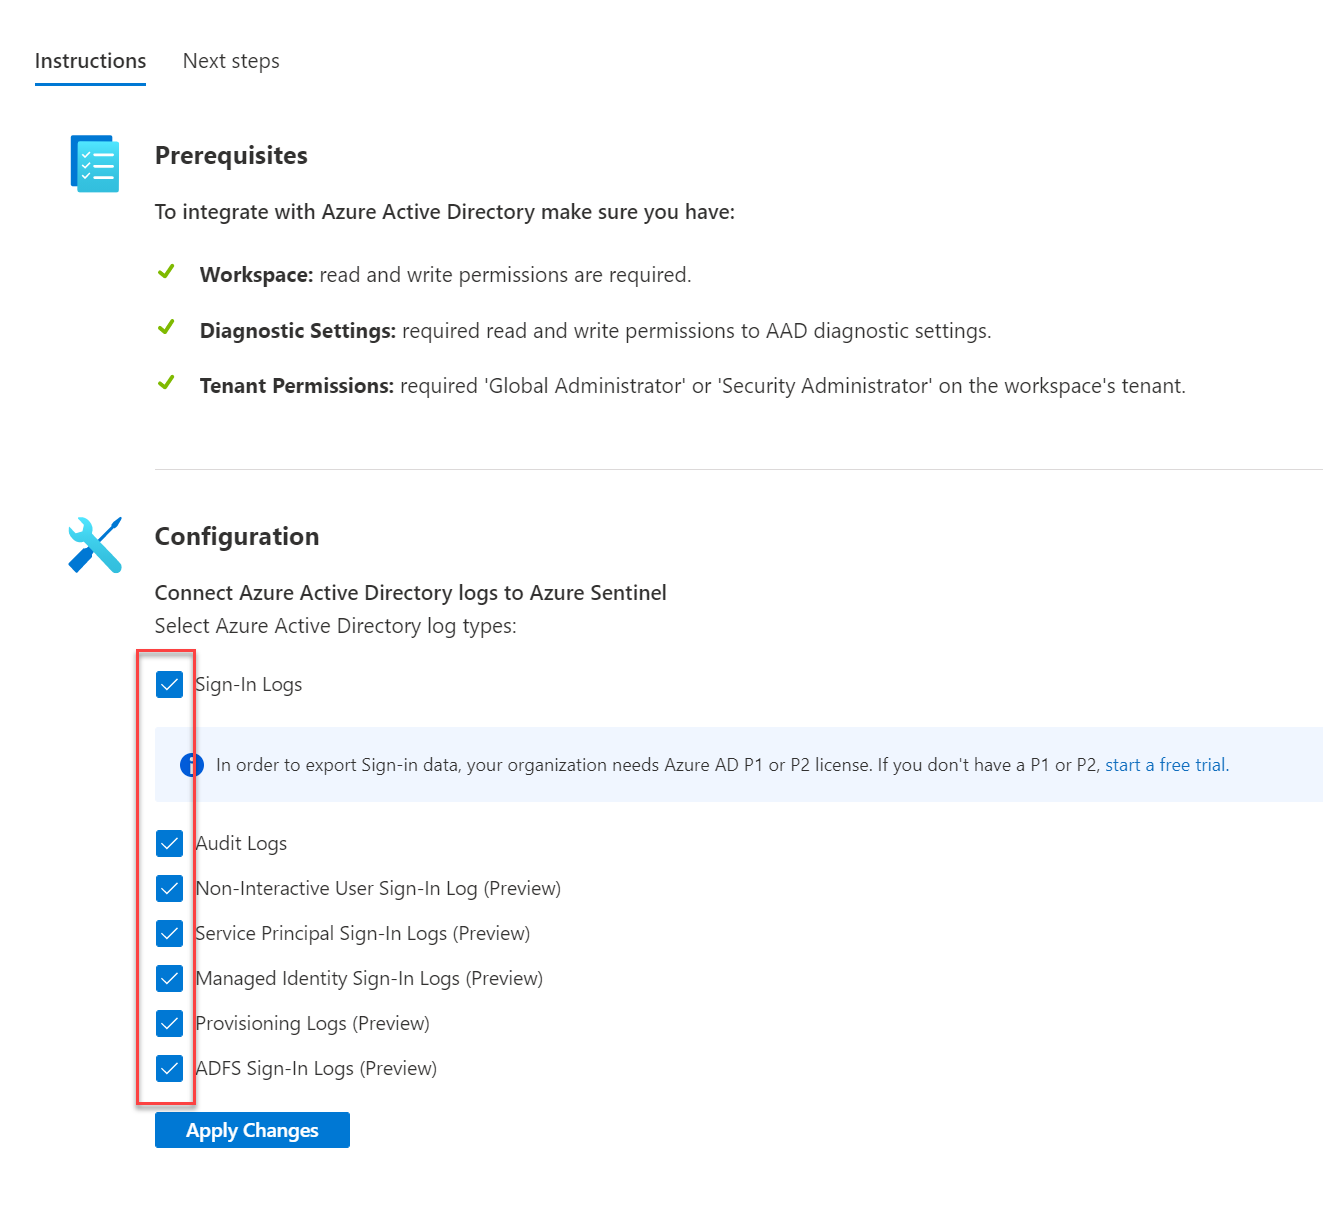 Instructions Next steps
Prerequisites
To integrate with Azure Active Directory make sure you have:
Workspace: read and write permissions are required.
Diagnostic Settings: required read and write permissions to AAD diagnostic settings.
Tenant Permissions: required 'Global Administrator' or 'Security Administrator' on the workspace's tenant.
Configuration
Connect Azure Active Directory logs to Azure Sentinel
Select Azure Active Directory log types:
Sign-In Logs
In order to export Sign-in data, your organization needs Azure AD P1 or P2 license. If you don't have a P1 or P2, start a free trial.
Audit Logs
Non-Interactive User Sign-In Log (Preview)
Service Principal Sign-In Logs (Preview)
Managed Identity Sign-In Logs (Preview)
Provisioning Logs (Preview)
ADFS Sign-In Logs (Preview)
Apply Changes